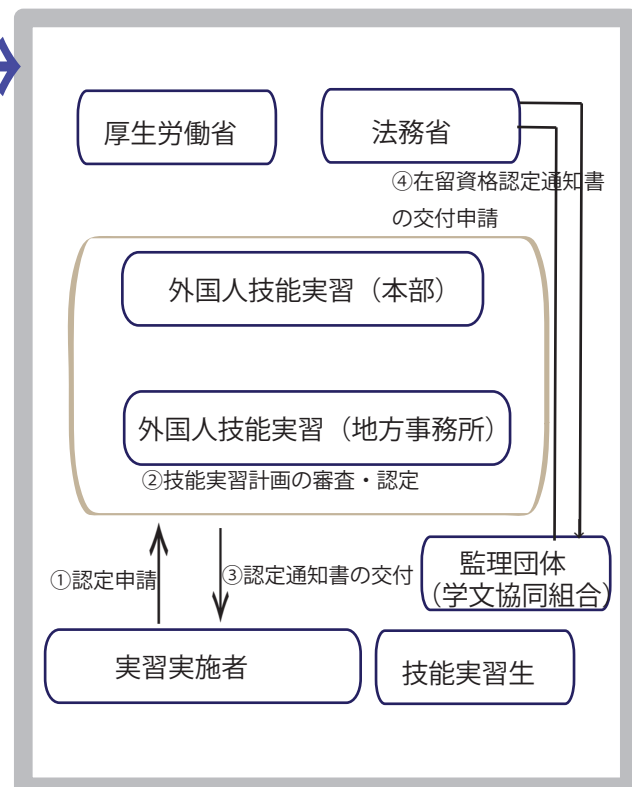 厚生労働省
法務省
④在留資格認定通知書
の交付申請
外国人技能実習（本部）
外国人技能実習（地方事務所）
②技能実習計画の審査・認定
①認定申請
③認定通知書の交付
監理団体
（学文協同組合）
実習実施者
技能実習生